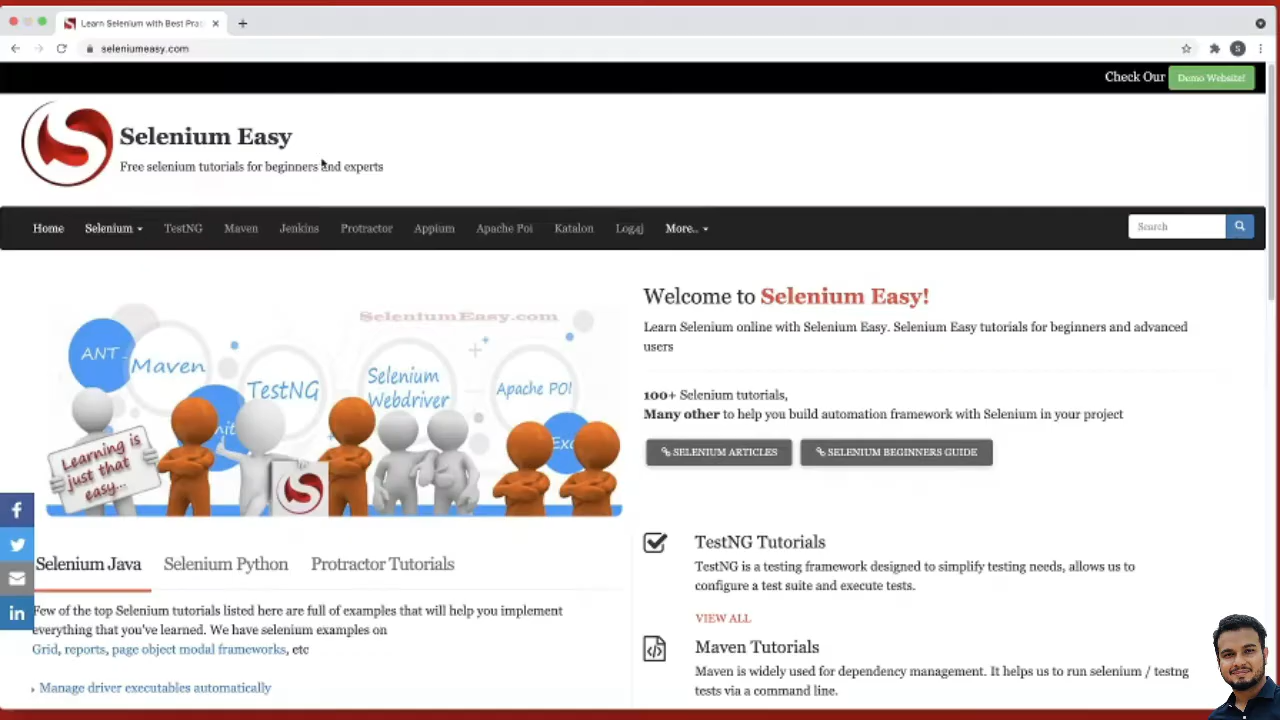 Learn Selenium with Best Pra
seleniumeasy.com
S
Check Our Demo Website!
Selenium Easy
Free selenium tutorials for beginners and experts
Home Selenium TestNG Maven Jenkins Protractor Appium Apache Poi Katalon Log4j More.. Search
SeleniumEasy.com
ANT
Maven
TestNG
Selenium
Webdriver
Apache POI
Learning is
just that
easy...
Welcome to Selenium Easy!
Learn Selenium online with Selenium Easy. Selenium Easy tutorials for beginners and advanced
users
100+ Selenium tutorials,
Many other to help you build automation framework with Selenium in your project
SELENIUM ARTICLES SELENIUM BEGINNERS GUIDE
Selenium Java Selenium Python Protractor Tutorials
Few of the top Selenium tutorials listed here are full of examples that will help you implement
everything that you've learned. We have selenium examples on
Grid, reports, page object modal frameworks, etc
Manage driver executables automatically
TestNG Tutorials
TestNG is a testing framework designed to simplify testing needs, allows us to
configure a test suite and execute tests.
VIEW ALL
Maven Tutorials
Maven is widely used for dependency management. It helps us to run selenium / testng
tests via a command line.